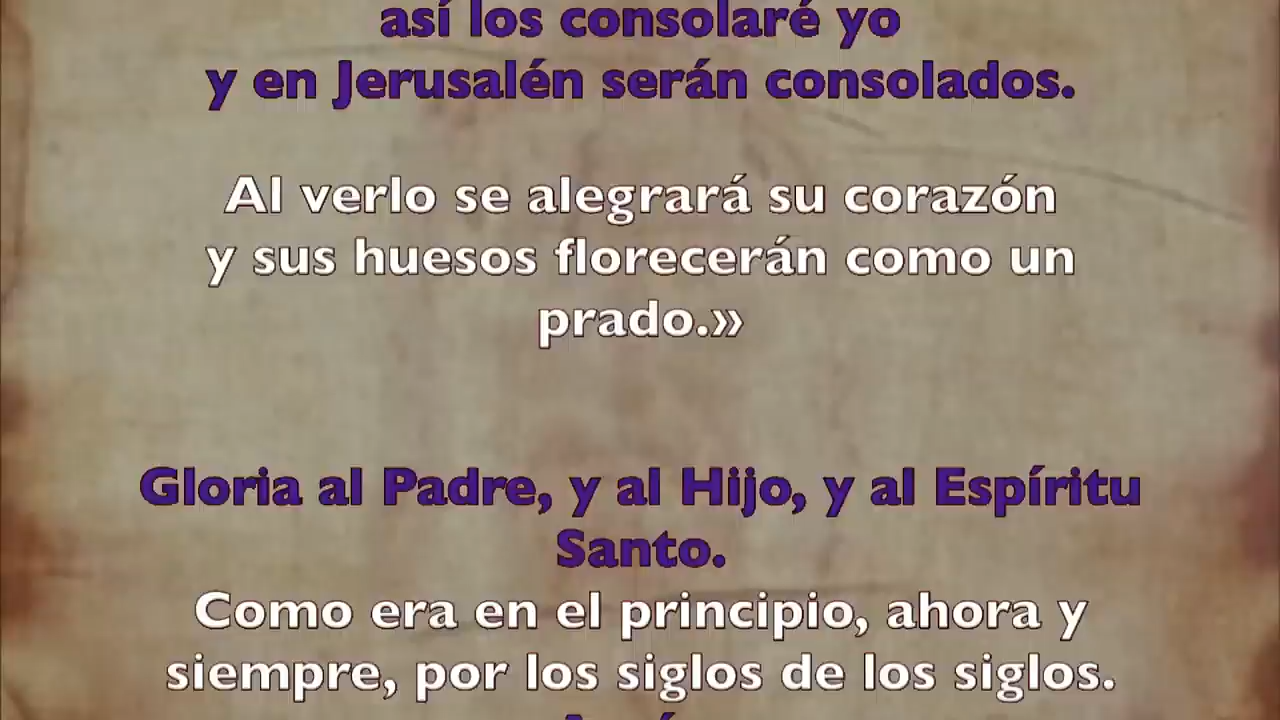 así los consolaré yo
y en Jerusalén serán consolados.
Al verlo se alegrará su corazón
y sus huesos florecerán como un
prado.»
Gloria al Padre, y al Hijo, y al Espíritu
Santo.
Como era en el principio, ahora y
siempre, por los siglos de los siglos.